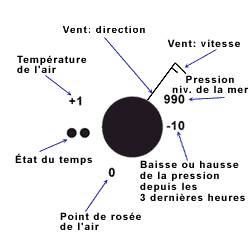 Vent: direction
Vent: vitesse
Température
de l'air
Pression
niv. de la mer
+1
990
-10
État du temps
Baisse ou hausse
de la pression
depuis les
3 dernières heures
0
Point de rosée
de l'air